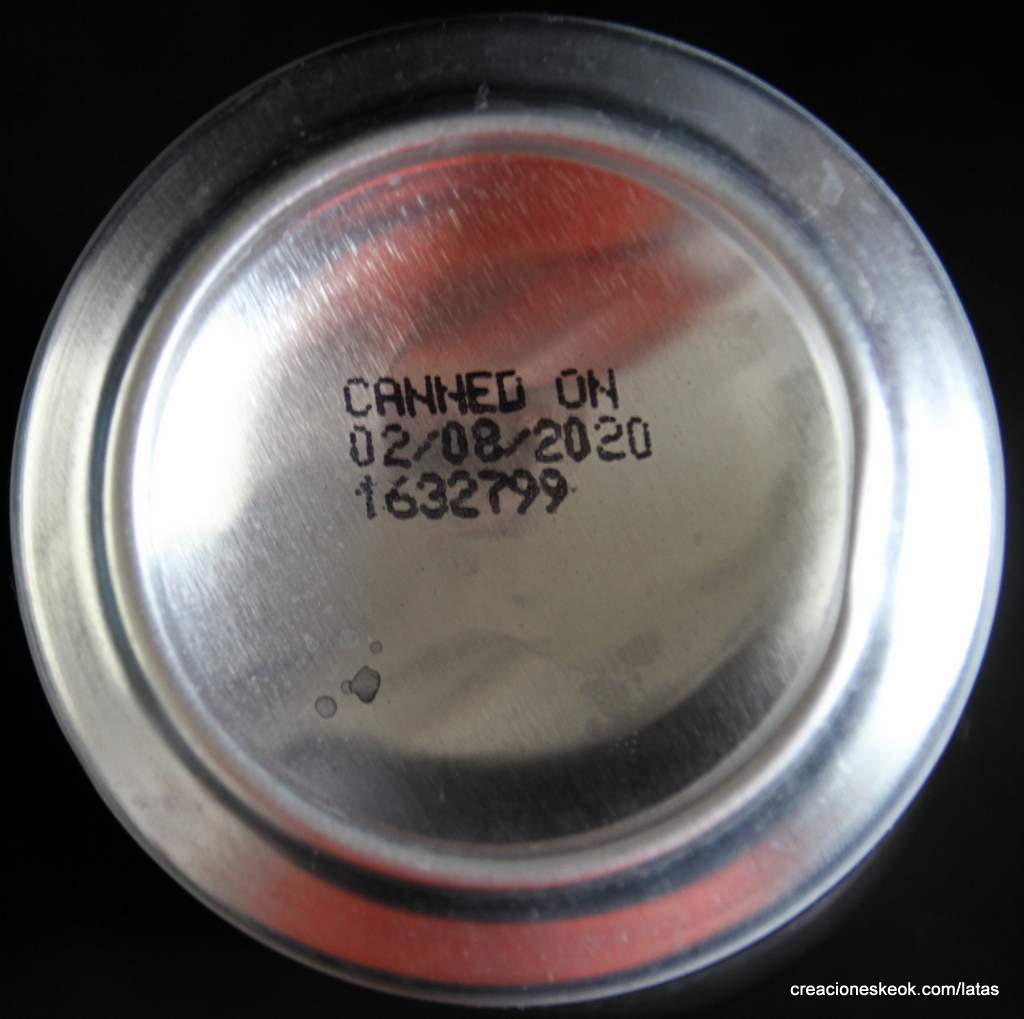 CANNED ON
02/08/2020
1632799
creacioneskeok.com/latas